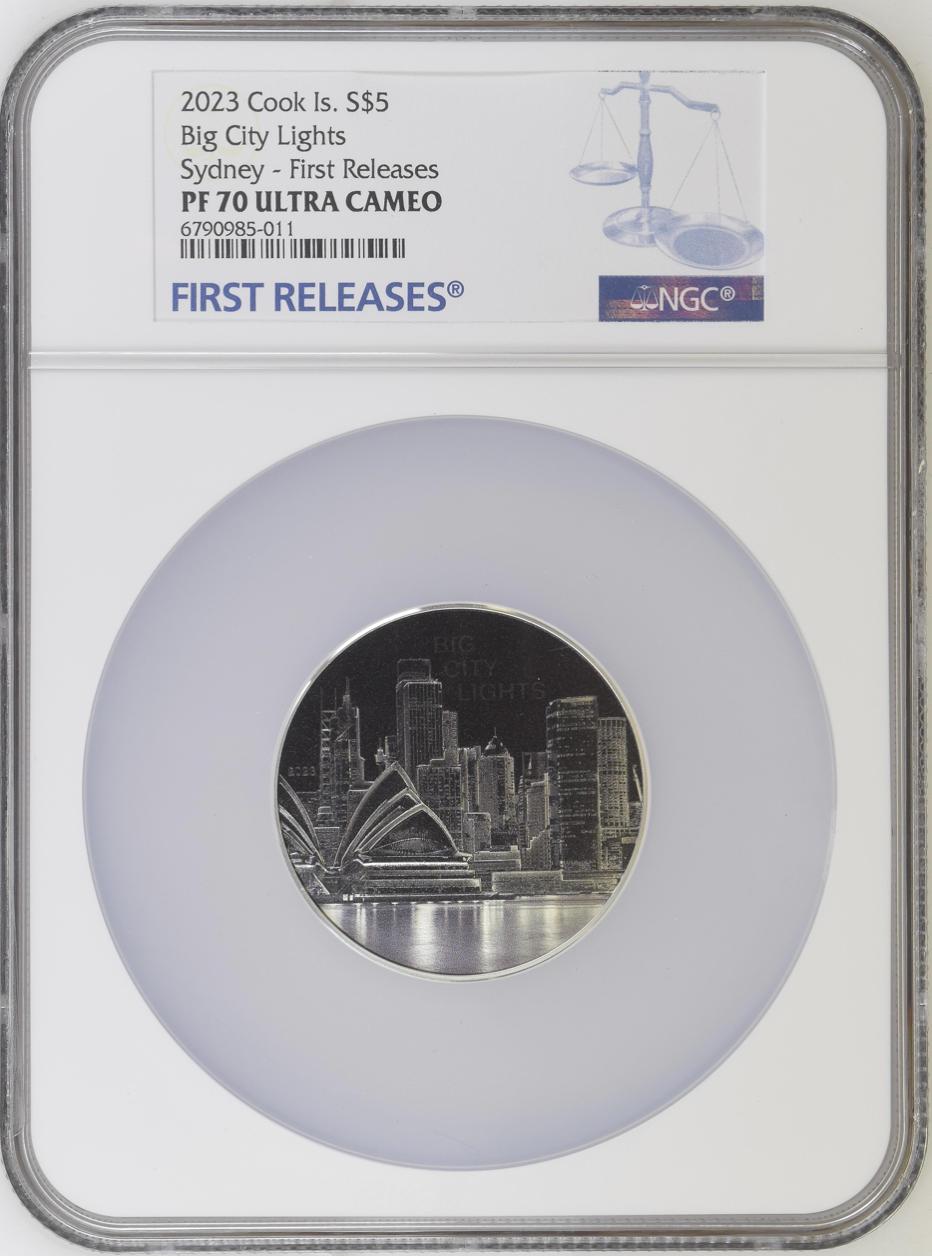 2023 Cook Is. S$5
Big City Lights
Sydney - First Releases
PF 70 ULTRA CAMEO
6790985-011
FIRST RELEASES®
NGC®
BIG
CITY
LIGHTS
2023